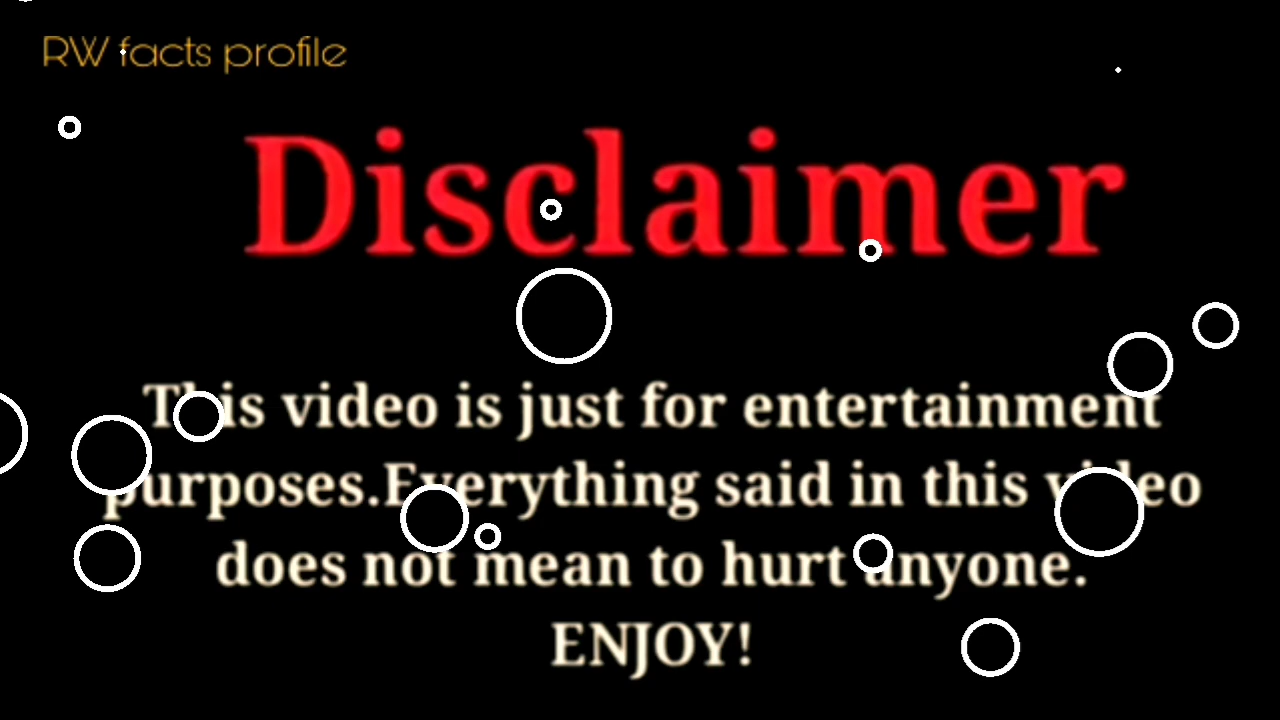 RW facts profile
Disclaimer
This video is just for entertainment
purposes.Everything said in this video
does not mean to hurt anyone.
ENJOY!